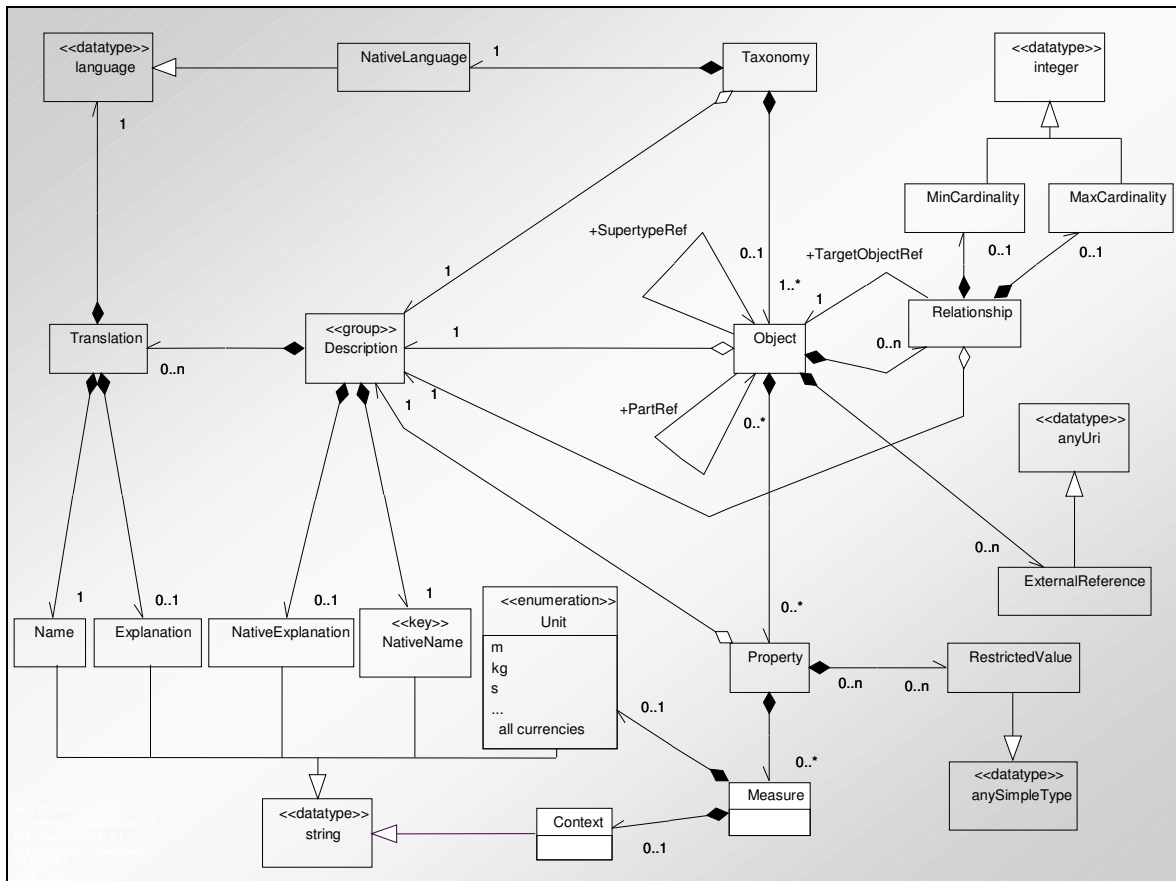 <<datatype>>
language
NativeLanguage
1
Taxonomy
<<datatype>>
integer
1
MinCardinality
MaxCardinality
+SupertypeRef
0..1
+TargetObjectRef
0..1
0..1
1
1..*
1
Translation
<<group>>
Description
1
Object
0..n
Relationship
0..n
1
1
+PartRef
0..*
<<datatype>>
anyUri
0..n
ExternalReference
1
0..1
0..1
1
<<enumeration>>
Unit
0..*
Name
Explanation
NativeExplanation
<<key>>
NativeName
m
kg
s
...
all currencies
Property
0..n
0..n
RestrictedValue
0..1
0..*
<<datatype>>
string
Context
0..1
Measure
<<datatype>>
anySimpleType